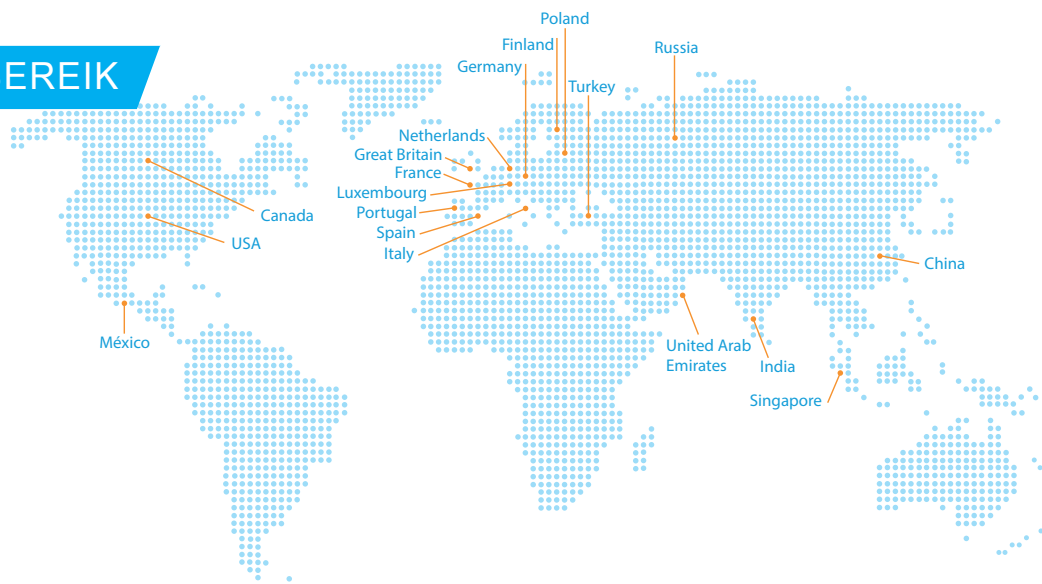 EREIK
Poland
Finland
Russia
Germany
Turkey
Netherlands
Great Britain
France
Luxembourg
Portugal
Spain
Italy
Canada
USA
China
México
United Arab
Emirates
India
Singapore